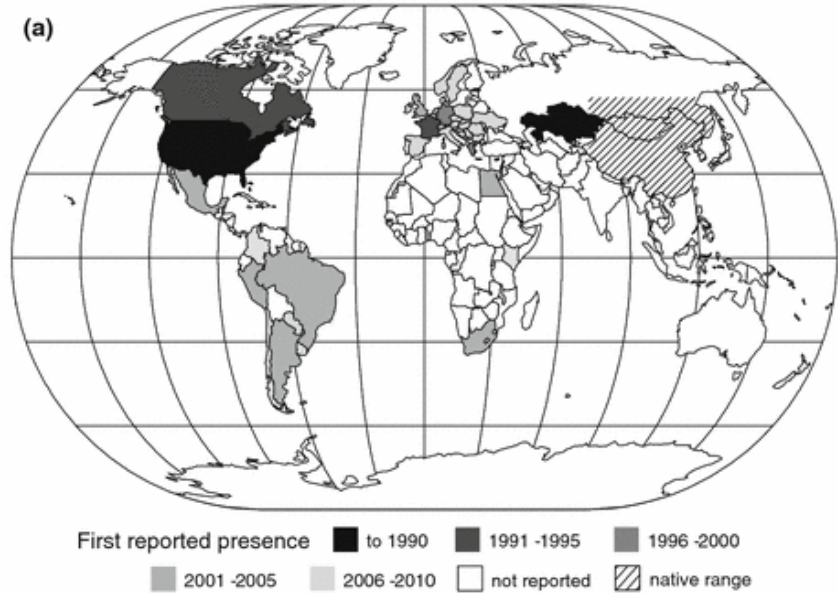 (a)
First reported presence to 1990 1991 -1995 1996 -2000
2001 -2005 2006 -2010 not reported native range